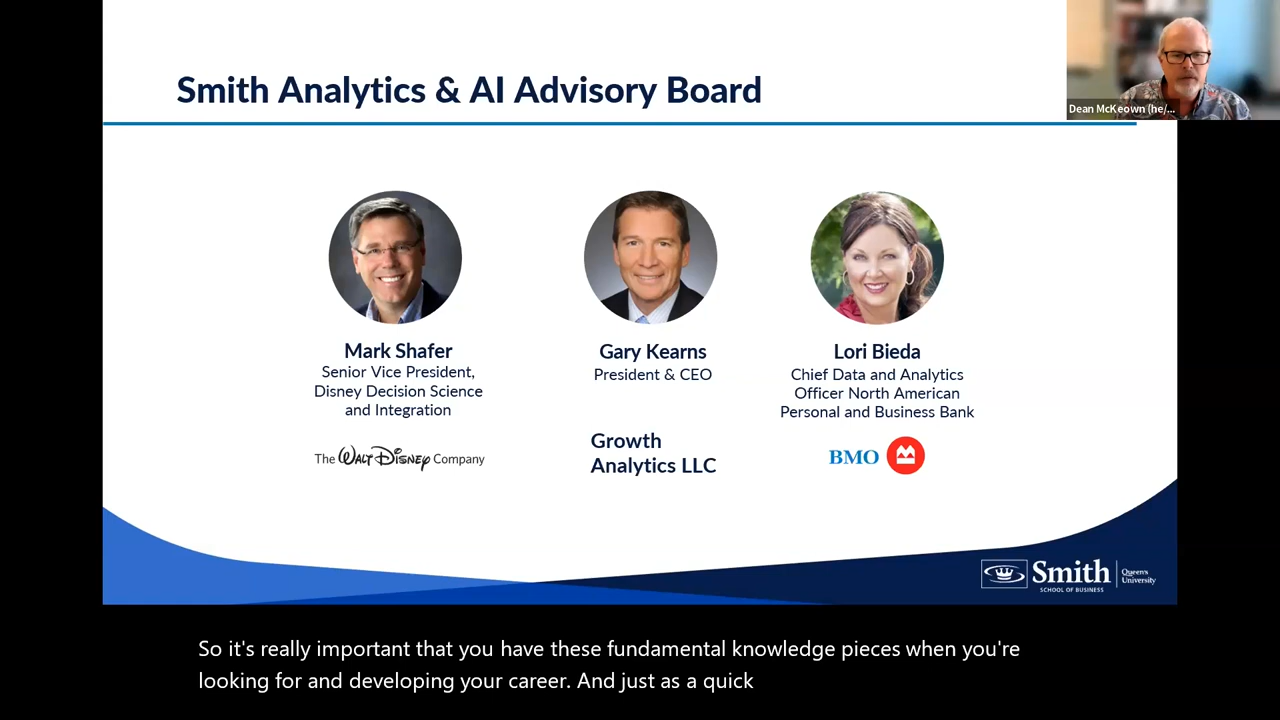 Smith Analytics & AI Advisory Board
Dean McKeown (he/...
Mark Shafer
Senior Vice President,
Disney Decision Science
and Integration
The WALT DISNEY Company
Gary Kearns
President & CEO
Growth
Analytics LLC
Lori Bieda
Chief Data and Analytics
Officer North American
Personal and Business Bank
BMO
Smith
SCHOOL OF BUSINESS
Queen's
University
So it's really important that you have these fundamental knowledge pieces when you're
looking for and developing your career. And just as a quick